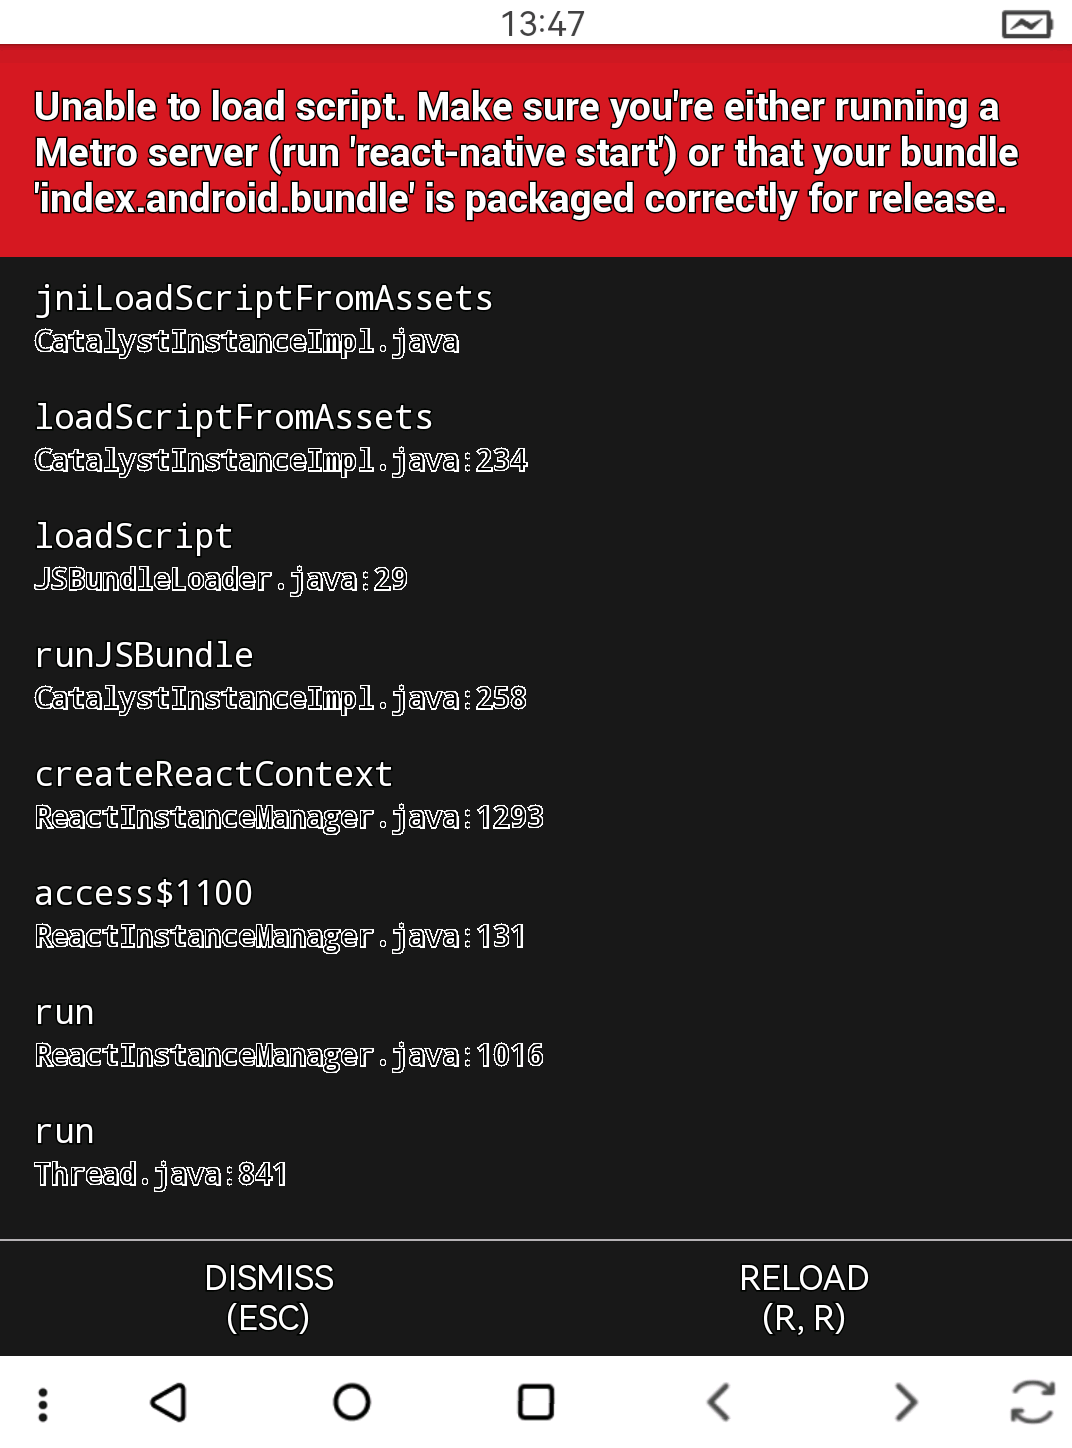 13:47
Unable to load script. Make sure you're either running a
Metro server (run 'react-native start') or that your bundle
'index.android.bundle' is packaged correctly for release.
jniLoadScriptFromAssets
CatalystInstanceImpl.java
loadScriptFromAssets
CatalystInstanceImpl.java:234
loadScript
JSBundleLoader.java:29
runJSBundle
CatalystInstanceImpl.java:258
createReactContext
ReactInstanceManager.java:1293
access$1100
ReactInstanceManager.java:131
run
ReactInstanceManager.java:1016
run
Thread.java:841
DISMISS
(ESC)
RELOAD
(R, R)